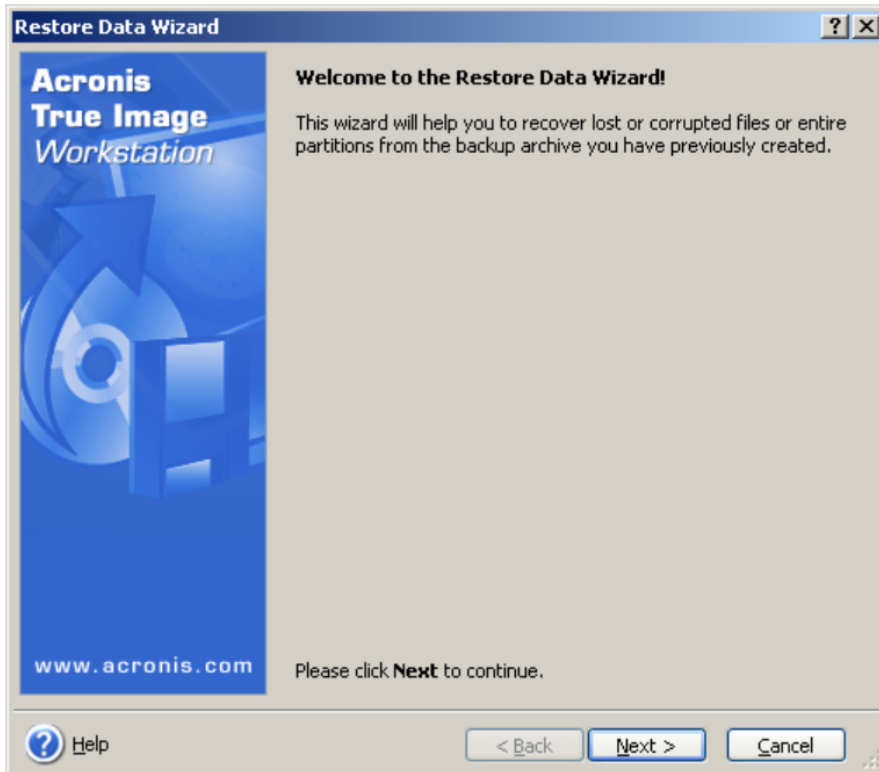 Restore Data Wizard
Acronis
True Image
Workstation
www.acronis.com
Welcome to the Restore Data Wizard!
This wizard will help you to recover lost or corrupted files or entire
partitions from the backup archive you have previously created.
Please click Next to continue.
Help
< Back
Next >
Cancel